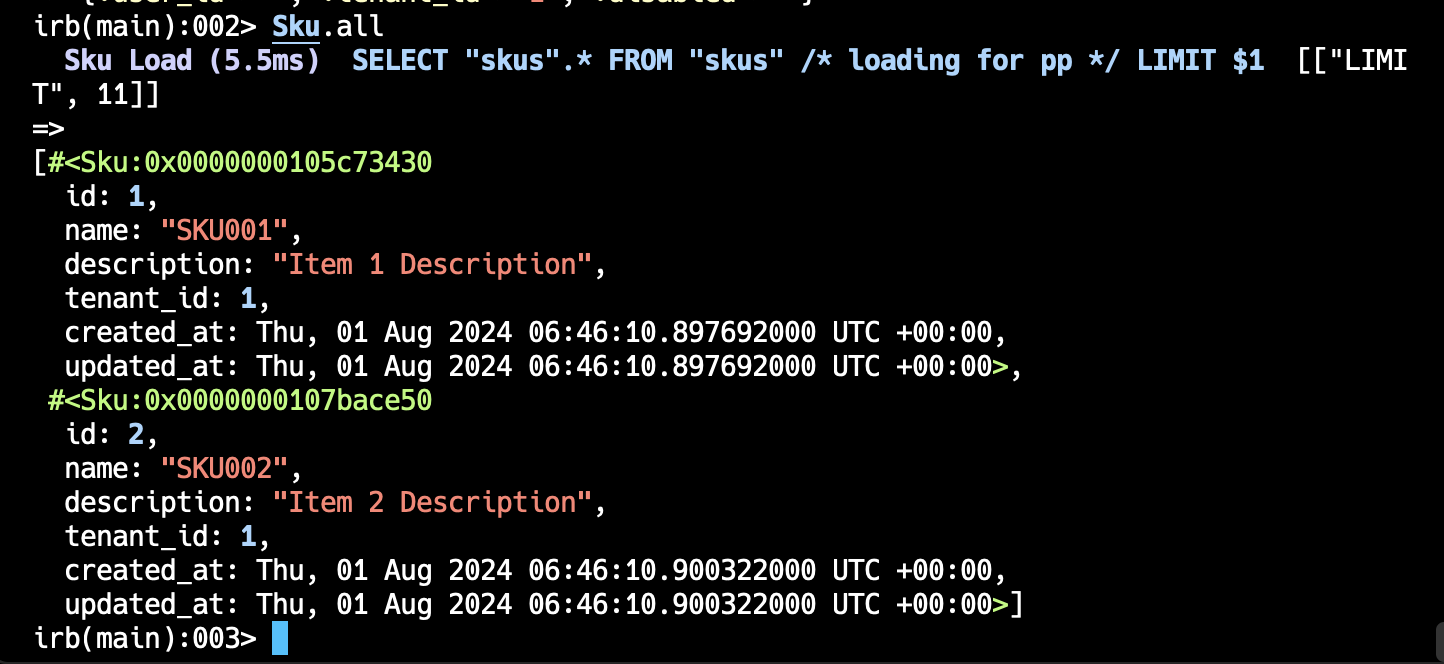 irb(main):002> Sku.all
  Sku Load (5.5ms)  SELECT "skus".* FROM "skus" /* loading for pp */ LIMIT $1  [["LIMI
T", 11]]
=>
[#<Sku:0x0000000105c73430
  id: 1,
  name: "SKU001",
  description: "Item 1 Description",
  tenant_id: 1,
  created_at: Thu, 01 Aug 2024 06:46:10.897692000 UTC +00:00,
  updated_at: Thu, 01 Aug 2024 06:46:10.897692000 UTC +00:00>,
 #<Sku:0x0000000107bace50
  id: 2,
  name: "SKU002",
  description: "Item 2 Description",
  tenant_id: 1,
  created_at: Thu, 01 Aug 2024 06:46:10.900322000 UTC +00:00,
  updated_at: Thu, 01 Aug 2024 06:46:10.900322000 UTC +00:00>]
irb(main):003>